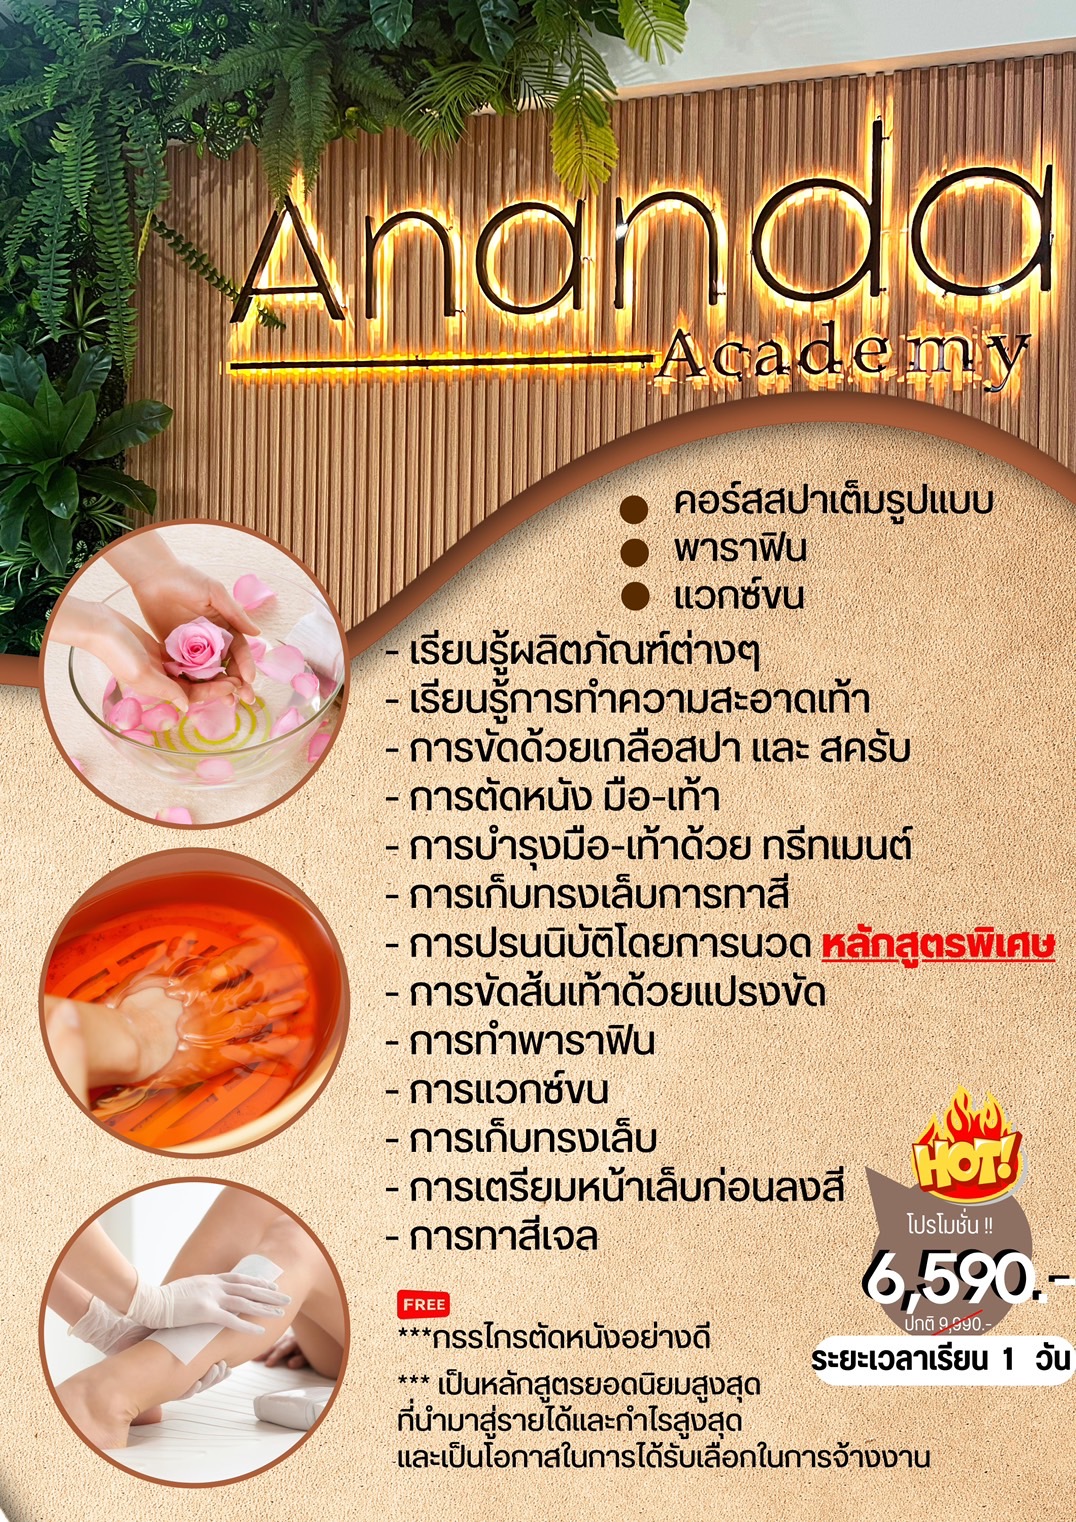 Ananda
Academy
คอร์สสปาเต็มรูปแบบ
พาราฟิน
แวกซ์ขน
- เรียนรู้ผลิตภัณฑ์ต่างๆ
- เรียนรู้การทำความสะอาดเท้า
- การขัดด้วยเกลือสปา และ สครับ
- การตัดหนัง มือ-เท้า
- การบำรุงมือ-เท้าด้วย ทรีทเมนต์
- การเก็บทรงเล็บการทาสี
- การปรนนิบัติโดยการนวด หลักสูตรพิเศษ
- การขัดส้นเท้าด้วยแปรงขัด
- การทำพาราฟิน
- การแวกซ์ขน
- การเก็บทรงเล็บ
- การเตรียมหน้าเล็บก่อนลงสี
- การทาสีเจล
HOT!
โปรโมชั่น !!
6,590.-
ปกติ 9,990.-
ระยะเวลาเรียน 1 วัน
FREE
***กรรไกรตัดหนังอย่างดี
*** เป็นหลักสูตรยอดนิยมสูงสุด
ที่นำมาสู่รายได้และกำไรสูงสุด
และเป็นโอกาสในการได้รับเลือกในการจ้างงาน